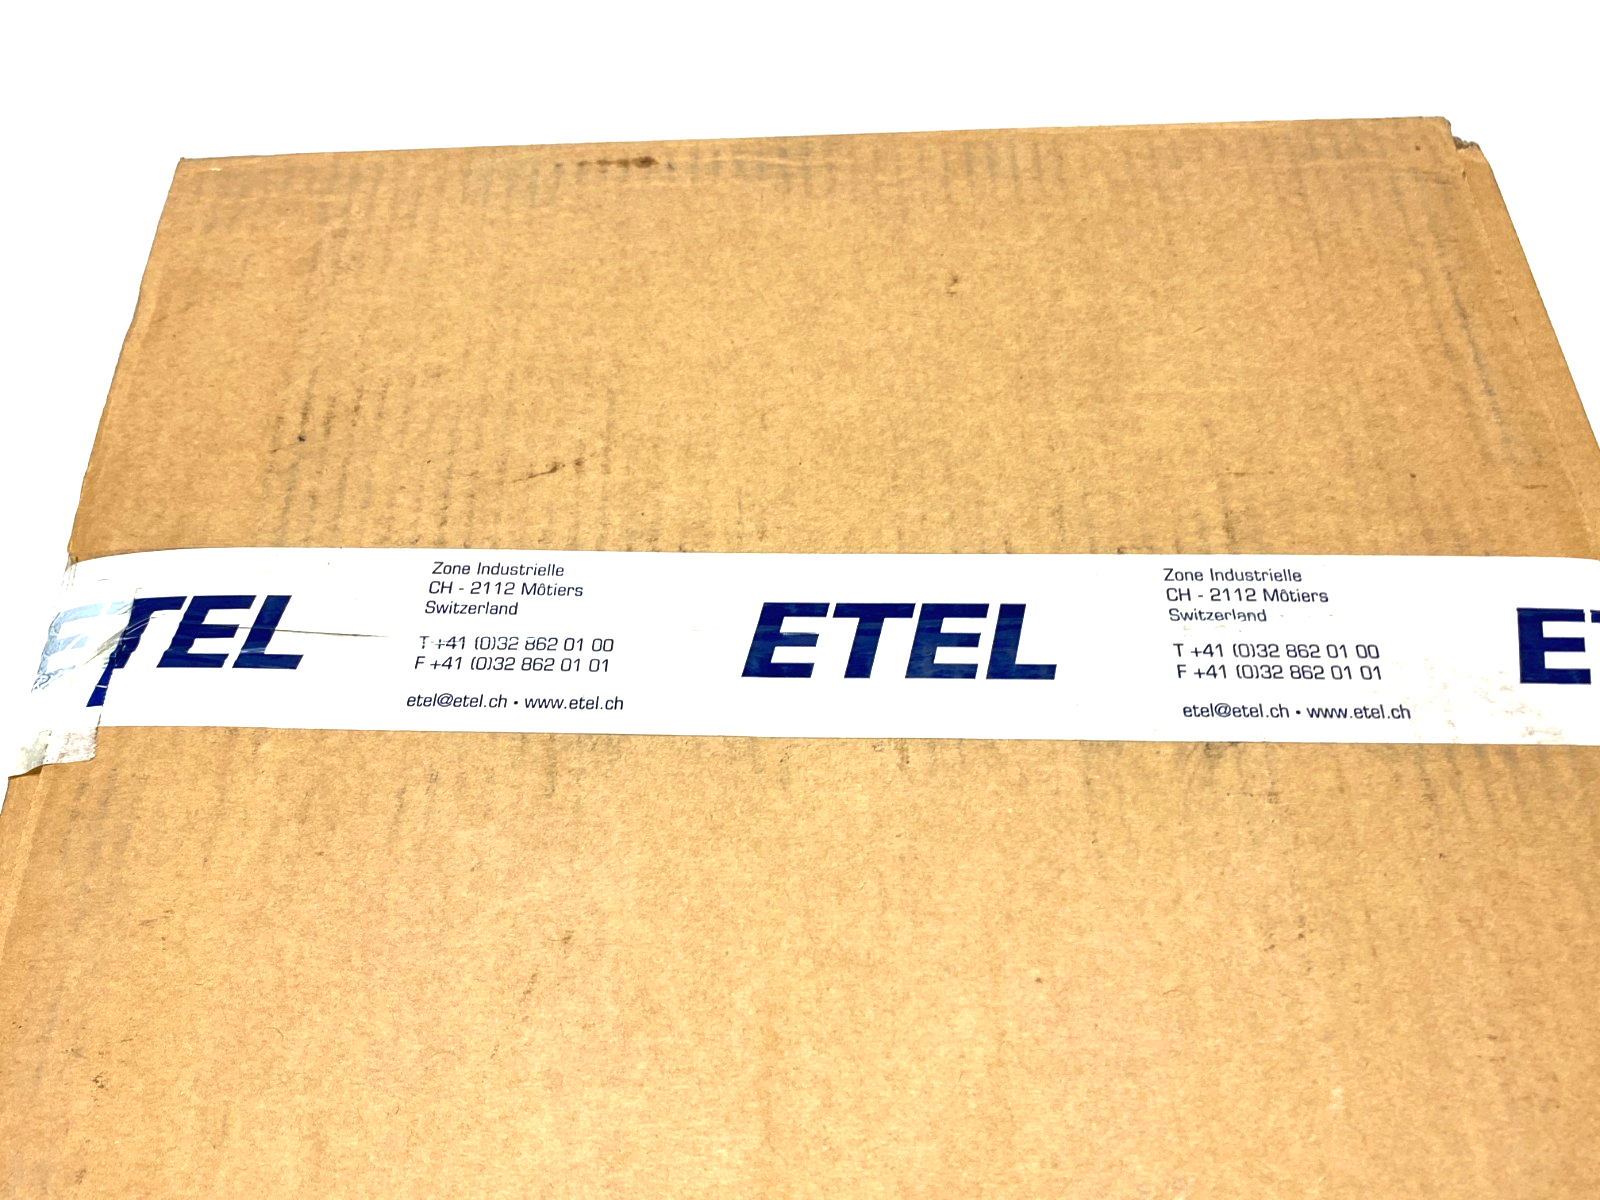 ETEL
Zone Industrielle
CH - 2112 Môtiers
Switzerland
T +41 (0)32 862 01 00
F +41 (0)32 862 01 01
etel@etel.ch • www.etel.ch
ETEL
Zone Industrielle
CH - 2112 Môtiers
Switzerland
T +41 (0)32 862 01 00
F +41 (0)32 862 01 01
etel@etel.ch • www.etel.ch